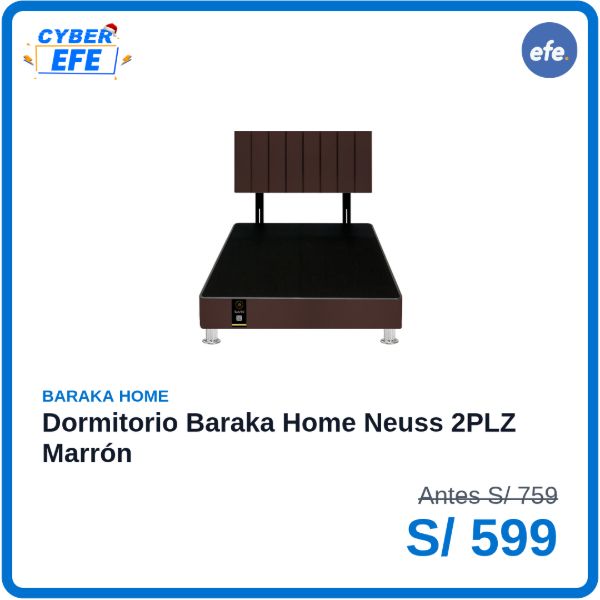 CYBER
EFE
efe.
BARAKA HOME
Dormitorio Baraka Home Neuss 2PLZ
Marrón
Antes S/ 759
S/ 599